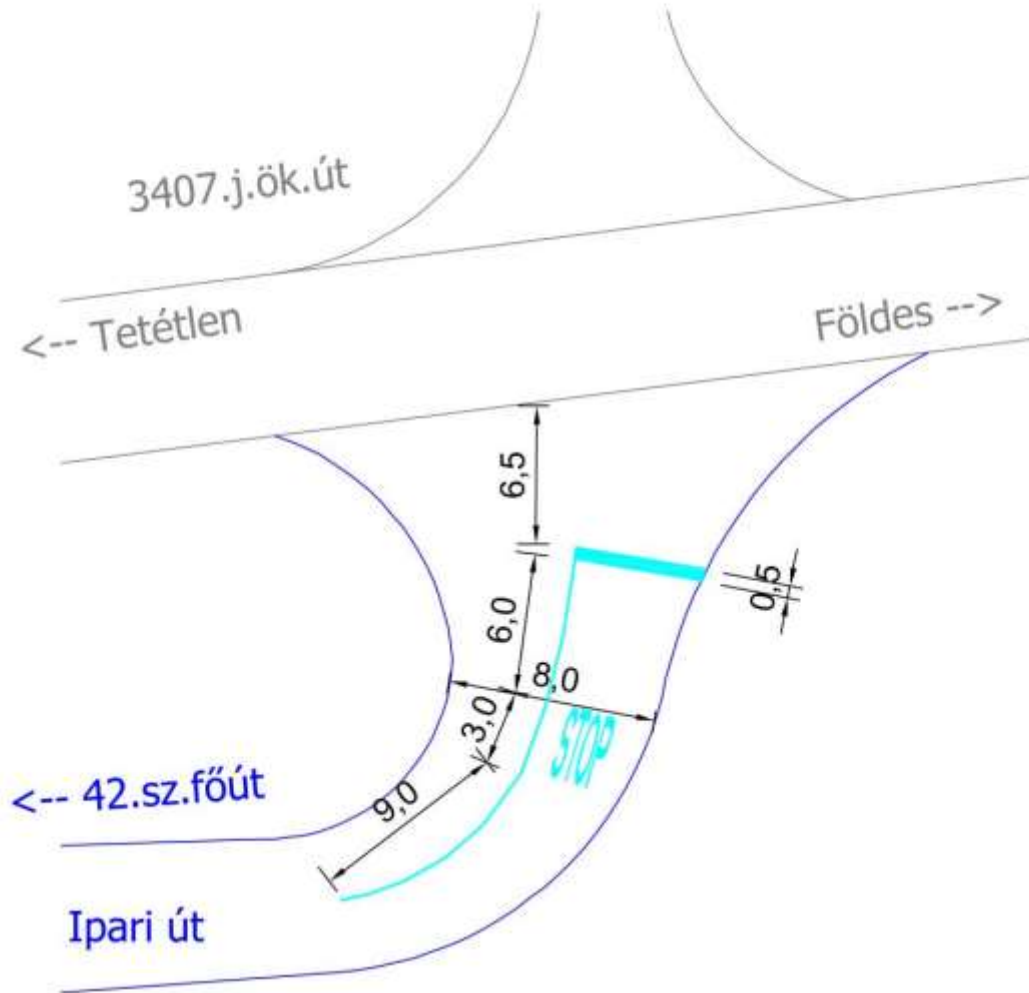 3407.j.ök.út
<-- Tetétlen
Földes -->
6,5
0,5
6,0
8,0
3,0
STOP
9,0
<-- 42.sz.főút
Ipari út